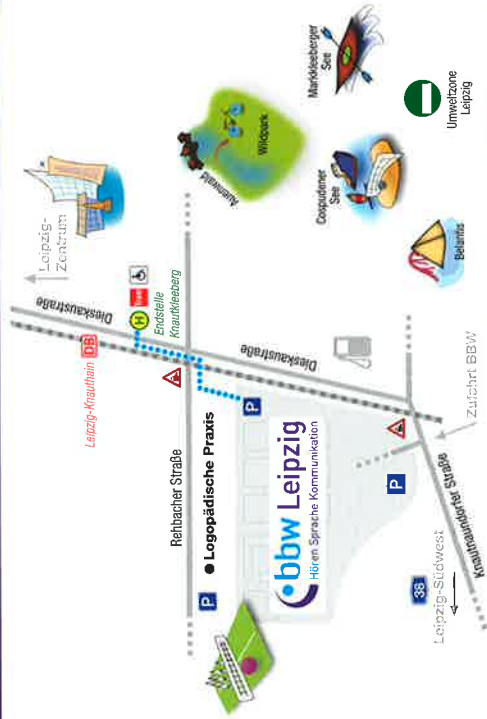 Leipzig-
Zentrum
Dieskaustraße
Leipzig-Knauthain DB
H
Tram
Endstelle
Knautkleeberg
Auenwald
Wildpark
Markkleeberger
See
Cospudener
See
Umweltzone
Leipzig
Belantis
Rehbacher Straße
Dieskaustraße
P
Logopädische Praxis
P
bbw Leipzig
Hören Sprache Kommunikation
P
Zufahrt BBW
38
Leipzig-Südwest
Knautnaundorfer Straße